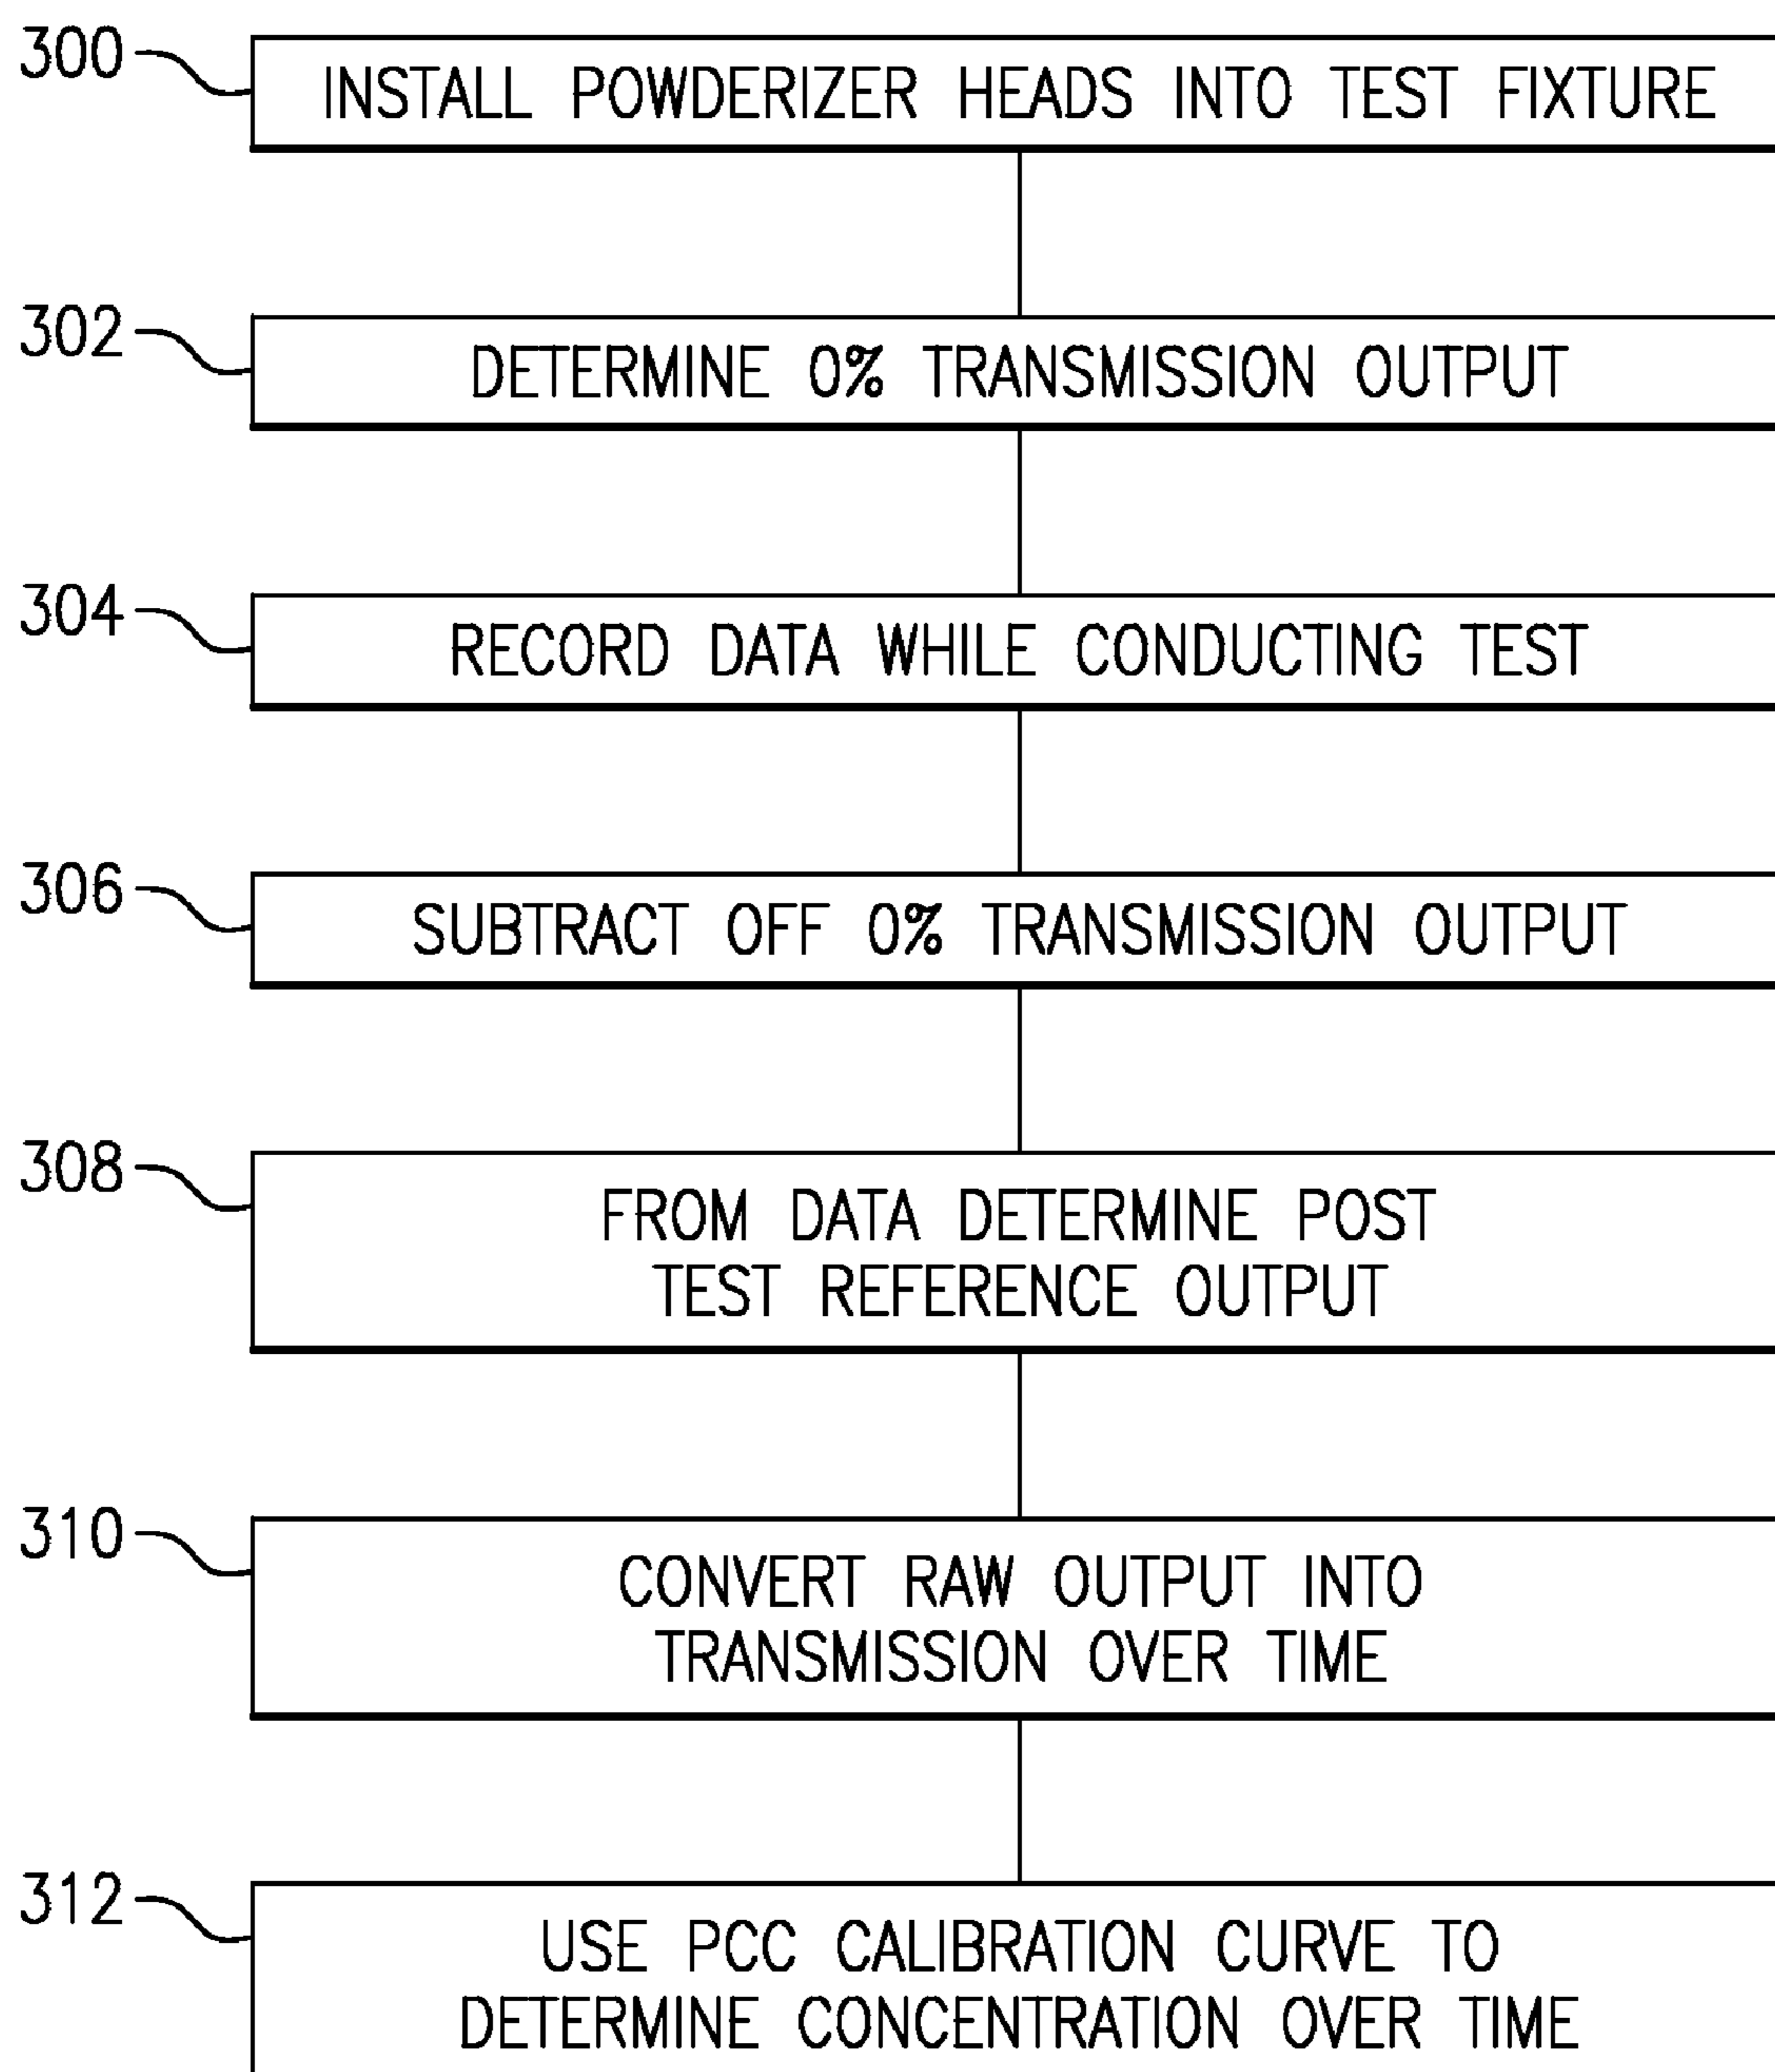 300
INSTALL POWDERIZER HEADS INTO TEST FIXTURE
302
DETERMINE 0% TRANSMISSION OUTPUT
304
RECORD DATA WHILE CONDUCTING TEST
306
SUBTRACT OFF 0% TRANSMISSION OUTPUT
308
FROM DATA DETERMINE POST
TEST REFERENCE OUTPUT
310
CONVERT RAW OUTPUT INTO
TRANSMISSION OVER TIME
312
USE PCC CALIBRATION CURVE TO
DETERMINE CONCENTRATION OVER TIME